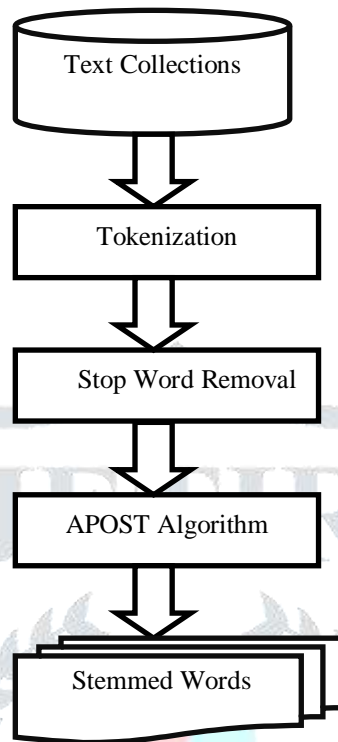 Text Collections
Tokenization
Stop Word Removal
APOST Algorithm
Stemmed Words